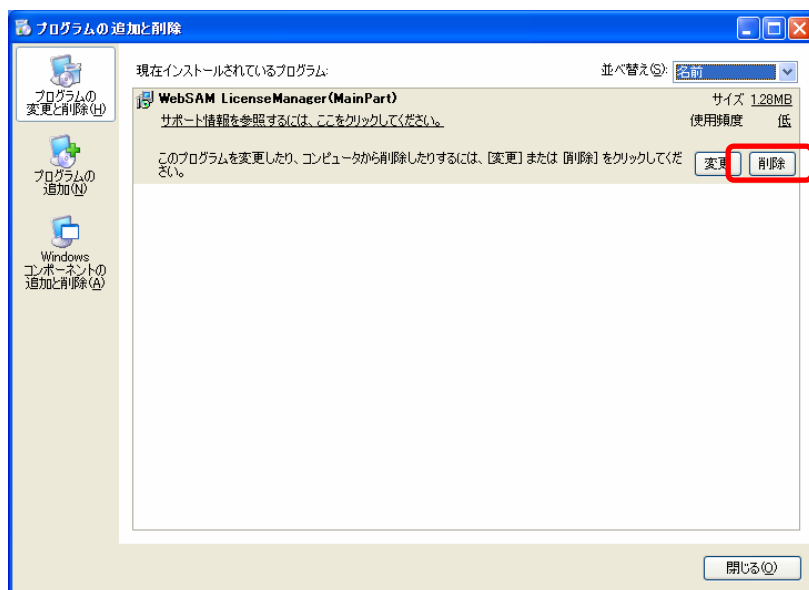 プログラムの追加と削除
プログラムの
変更と削除(H)
プログラムの
追加(N)
Windows
コンポーネントの
追加と削除(A)
現在インストールされているプログラム:
並べ替え(S): 名前
WebSAM LicenseManager(MainPart)
サイズ 1.28MB
サポート情報を参照するには、ここをクリックしてください。
使用頻度 低
このプログラムを変更したり、コンピュータから削除したりするには、[変更] または [削除] をクリックしてくだ
さい。
変更 削除
閉じる(O)